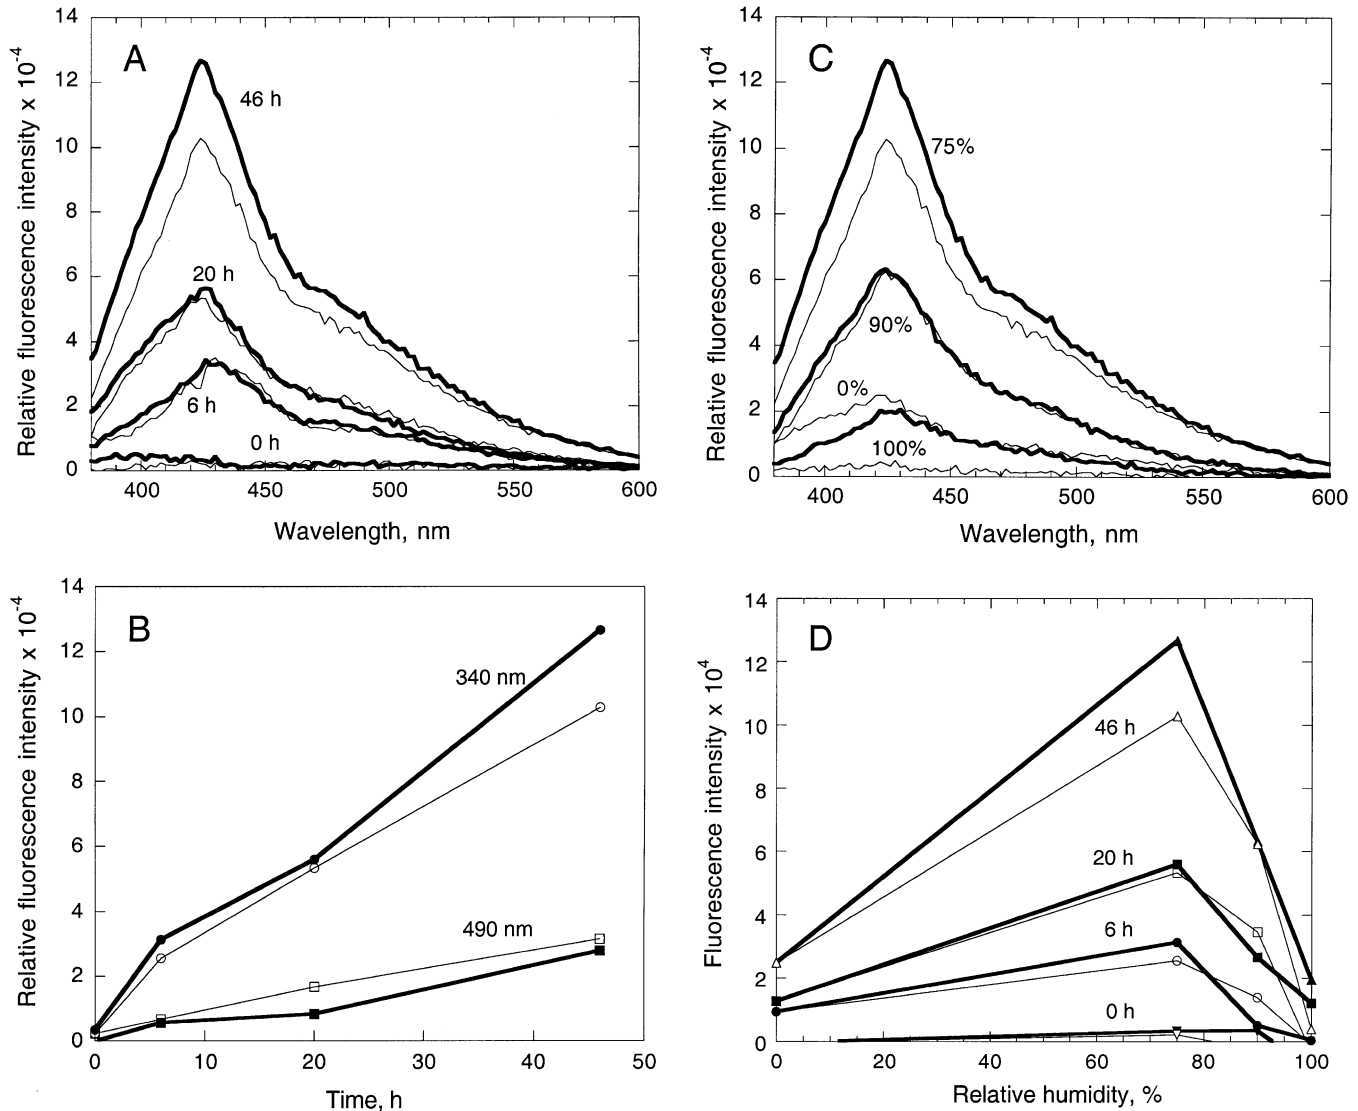 A
Relative fluorescence intensity x 10-4
14
12
10
8
6
4
2
0
46 h
20 h
6 h
0 h
400
450
500
550
600
Wavelength, nm
C
Relative fluorescence intensity x 10-4
14
12
10
8
6
4
2
0
75%
90%
0%
100%
400
450
500
550
600
Wavelength, nm
B
Relative fluorescence intensity x 10-4
14
12
10
8
6
4
2
0
340 nm
490 nm
0
10
20
30
40
50
Time, h
D
Fluorescence intensity x 104
14
12
10
8
6
4
2
0
46 h
20 h
6 h
0 h
0
20
40
60
80
100
Relative humidity, %